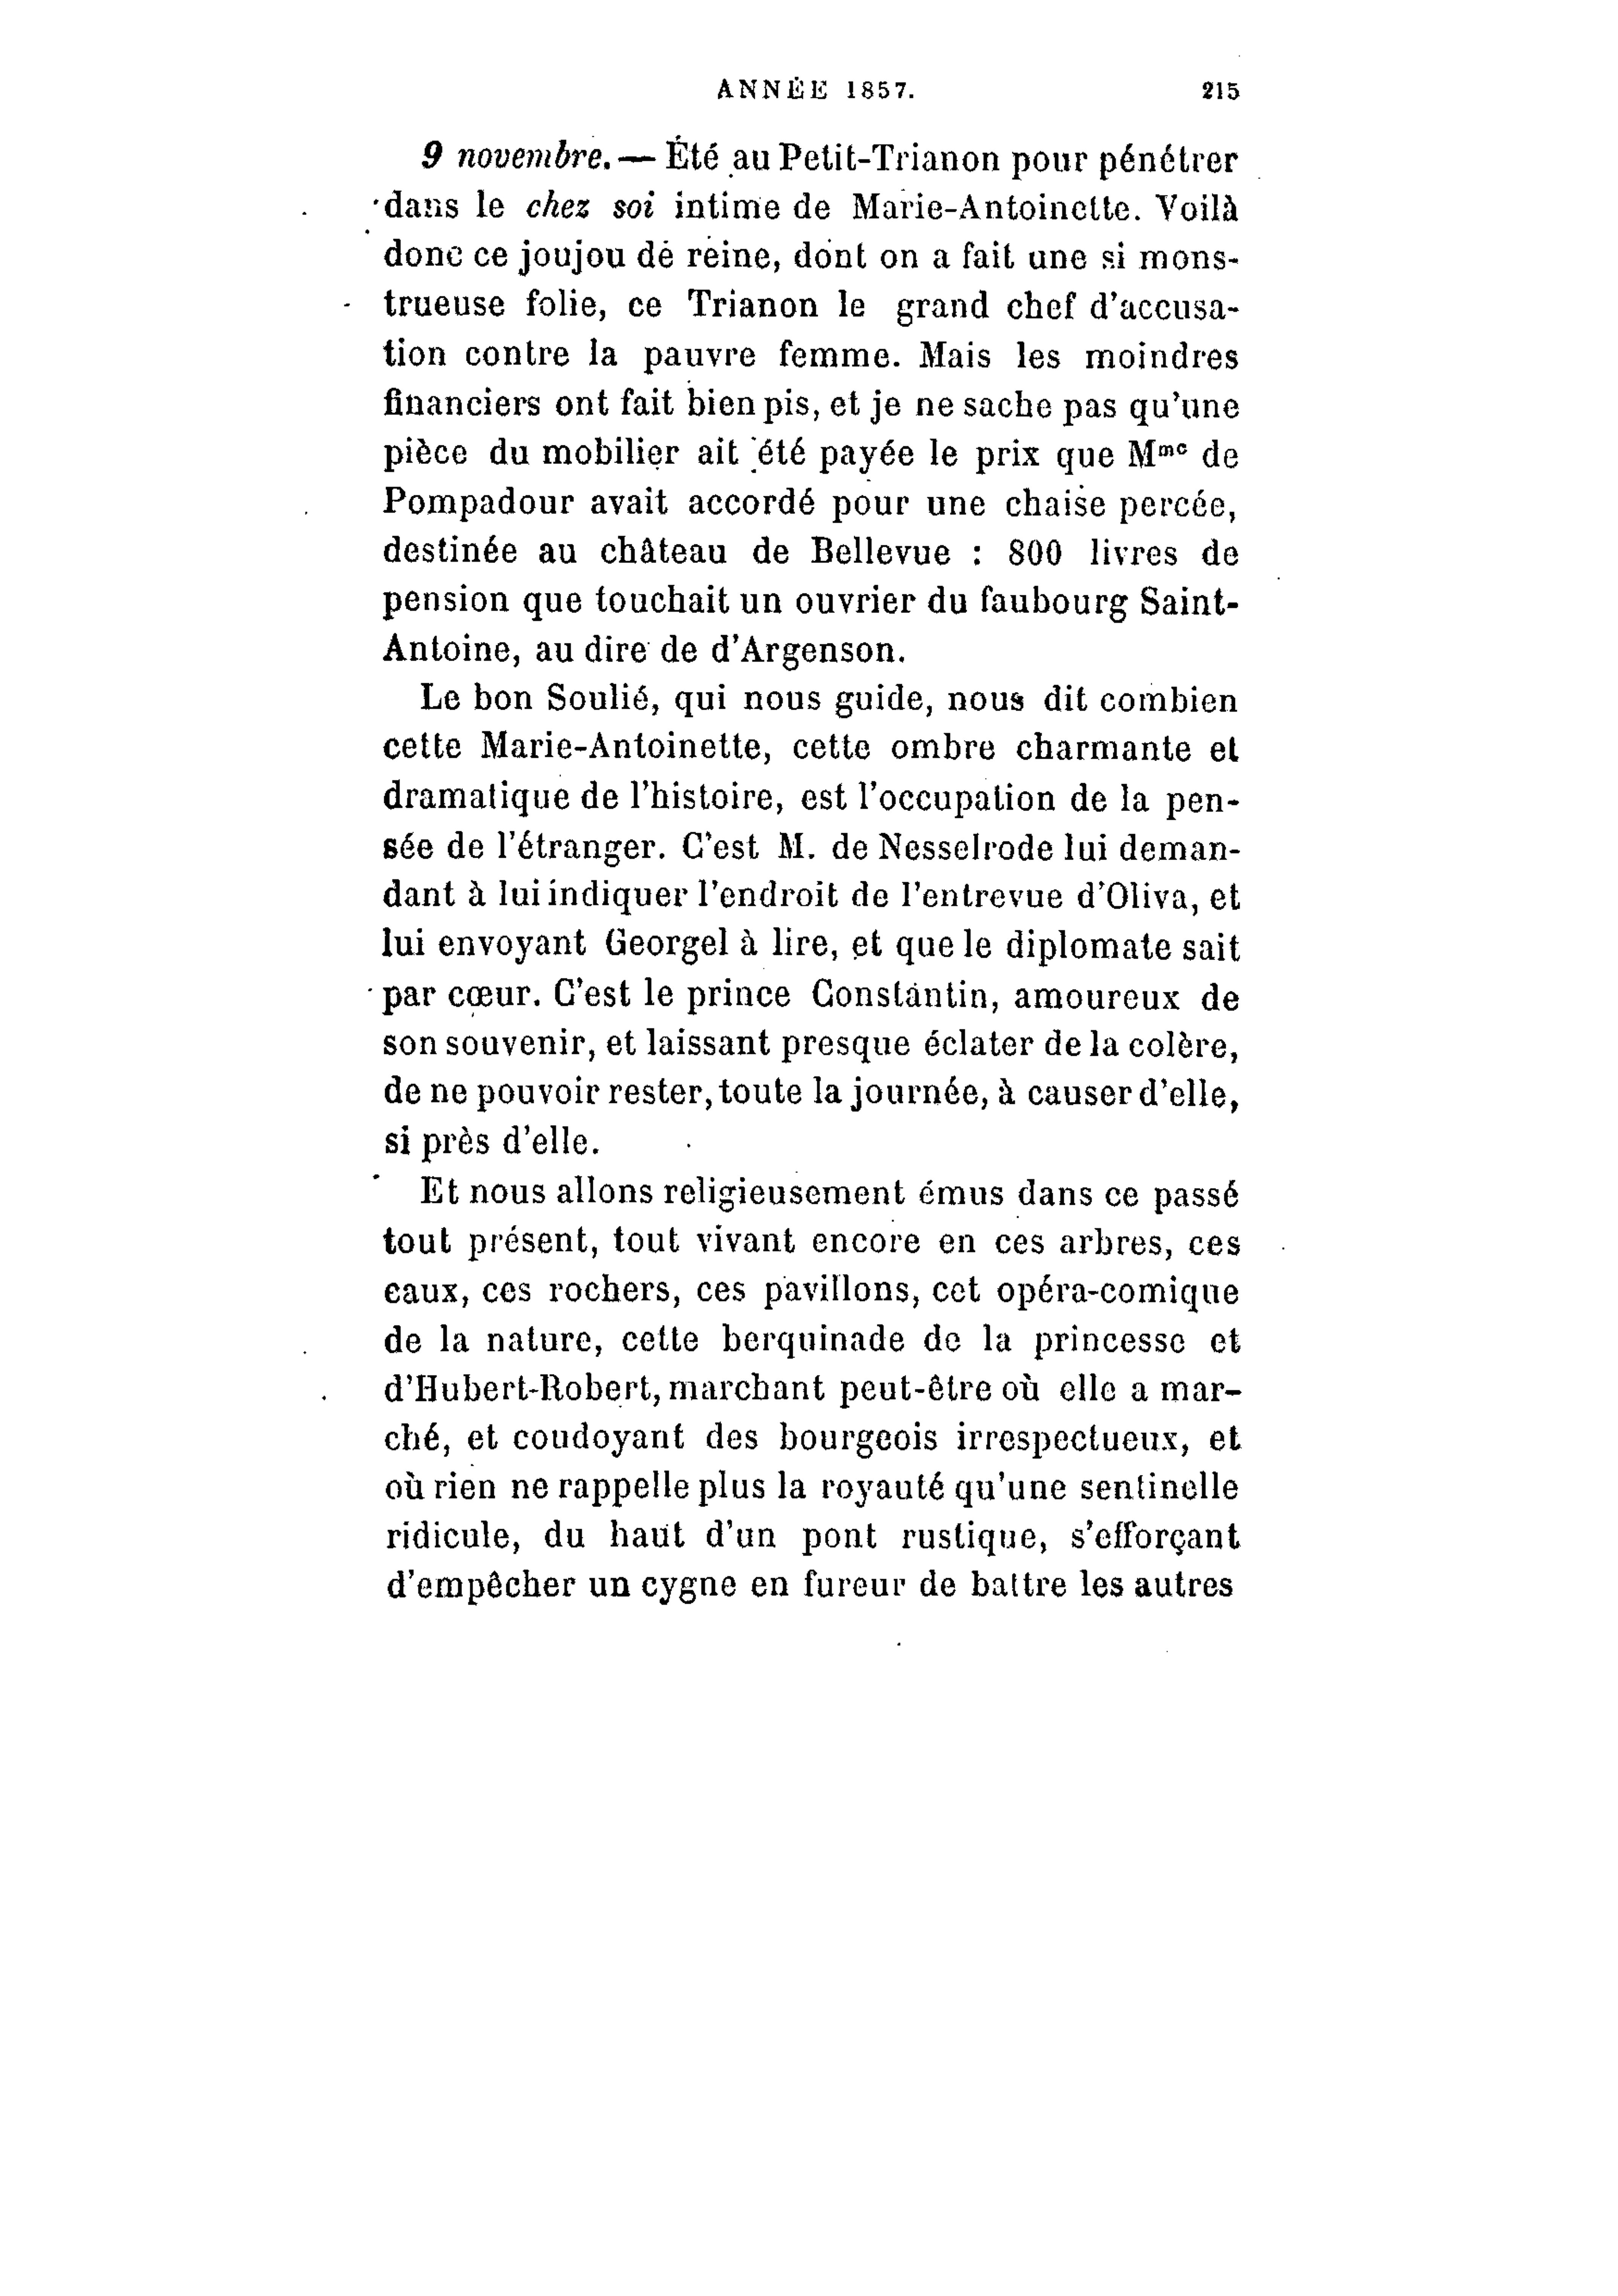 ANNÉE 1857. 215
9 novembre. — Été au Petit-Trianon pour pénétrer
dans le chez soi intime de Marie-Antoinette. Voilà
donc ce joujou de reine, dont on a fait une si mons-
trueuse folie, ce Trianon le grand chef d'accusa-
tion contre la pauvre femme. Mais les moindres
financiers ont fait bien pis, et je ne sache pas qu'une
pièce du mobilier ait été payée le prix que Mme de
Pompadour avait accordé pour une chaise percée,
destinée au château de Bellevue : 800 livres de
pension que touchait un ouvrier du faubourg Saint-
Antoine, au dire de d'Argenson.
Le bon Soulié, qui nous guide, nous dit combien
cette Marie-Antoinette, cette ombre charmante et
dramatique de l'histoire, est l'occupation de la pen-
sée de l'étranger. C'est M. de Nesselrode lui deman-
dant à lui indiquer l'endroit de l'entrevue d'Oliva, et
lui envoyant Georgel à lire, et que le diplomate sait
par cœur. C'est le prince Constantin, amoureux de
son souvenir, et laissant presque éclater de la colère,
de ne pouvoir rester, toute la journée, à causer d'elle,
si près d'elle.
Et nous allons religieusement émus dans ce passé
tout présent, tout vivant encore en ces arbres, ces
eaux, ces rochers, ces pavillons, cet opéra-comique
de la nature, cette berquinade de la princesse et
d'Hubert-Robert, marchant peut-être où elle a mar-
ché, et coudoyant des bourgeois irrespectueux, et
où rien ne rappelle plus la royauté qu'une sentinelle
ridicule, du haut d'un pont rustique, s'efforçant
d'empêcher un cygne en fureur de battre les autres